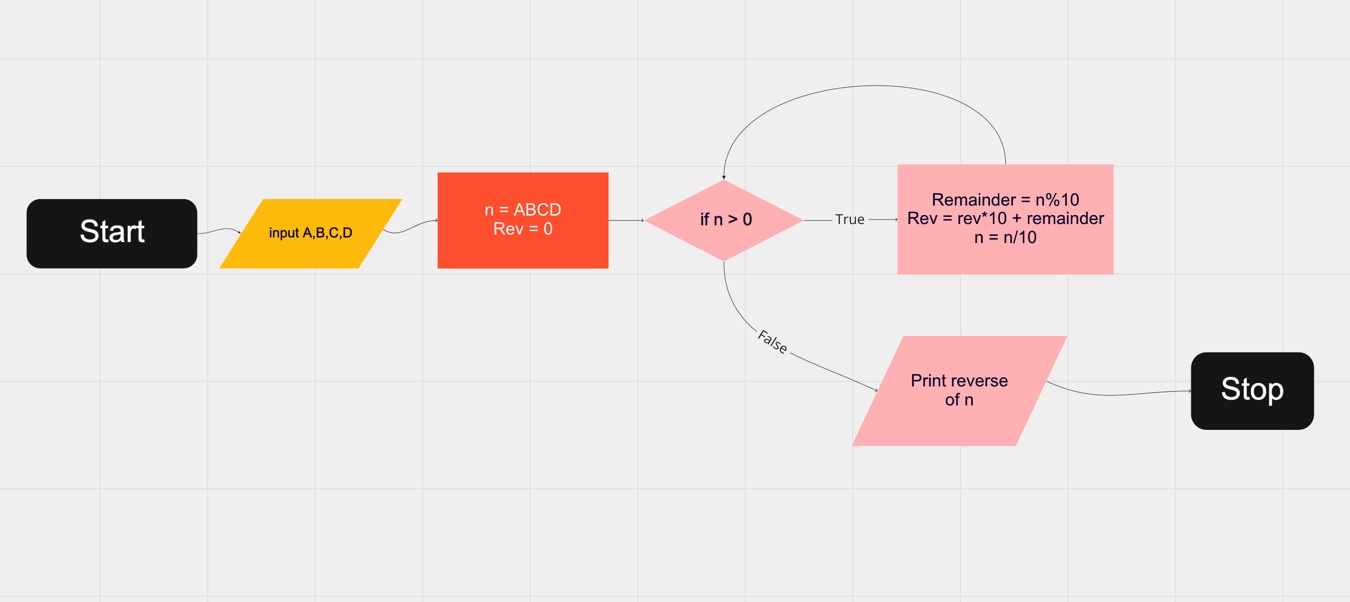 Start
input A,B,C,D
n = ABCD
Rev = 0
if n > 0
True
Remainder = n%10
Rev = rev*10 + remainder
n = n/10
False
Print reverse
of n
Stop